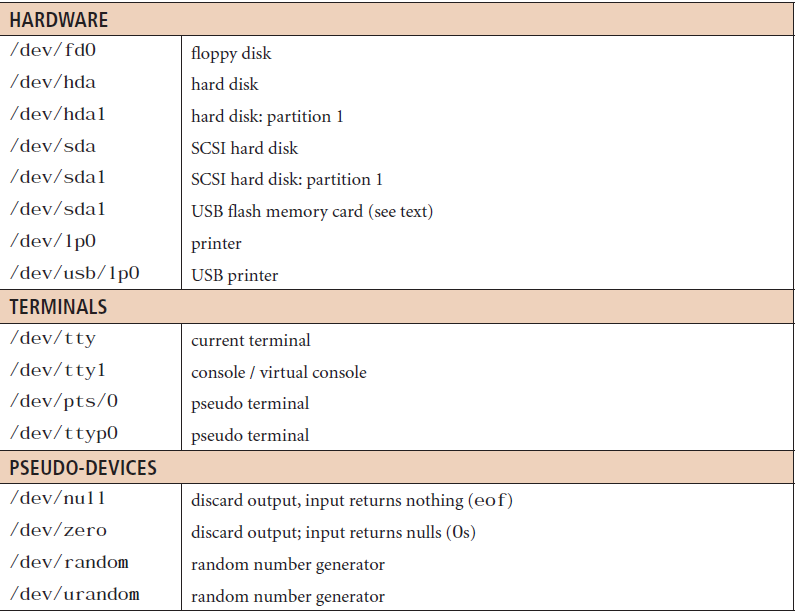 HARDWARE
/dev/fd0 floppy disk
/dev/hda hard disk
/dev/hda1 hard disk: partition 1
/dev/sda SCSI hard disk
/dev/sda1 SCSI hard disk: partition 1
/dev/sda1 USB flash memory card (see text)
/dev/lp0 printer
/dev/usb/lp0 USB printer
TERMINALS
/dev/tty current terminal
/dev/tty1 console / virtual console
/dev/pts/0 pseudo terminal
/dev/ttyp0 pseudo terminal
PSEUDO-DEVICES
/dev/null discard output, input returns nothing (eof)
/dev/zero discard output; input returns nulls (0s)
/dev/random random number generator
/dev/urandom random number generator